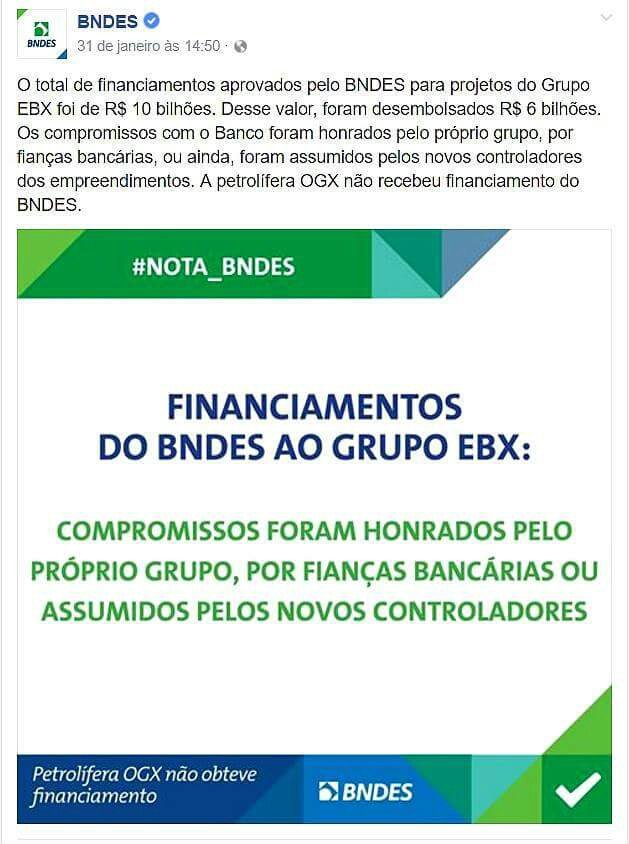 BNDES
BNDES
31 de janeiro às 14:50 ·
O total de financiamentos aprovados pelo BNDES para projetos do Grupo
EBX foi de R$ 10 bilhões. Desse valor, foram desembolsados R$ 6 bilhões.
Os compromissos com o Banco foram honrados pelo próprio grupo, por
fianças bancárias, ou ainda, foram assumidos pelos novos controladores
dos empreendimentos. A petrolífera OGX não recebeu financiamento do
BNDES.
#NOTA_BNDES
FINANCIAMENTOS
DO BNDES AO GRUPO EBX:
COMPROMISSOS FORAM HONRADOS PELO
PRÓPRIO GRUPO, POR FIANÇAS BANCÁRIAS OU
ASSUMIDOS PELOS NOVOS CONTROLADORES
Petrolífera OGX não obteve
financiamento
BNDES